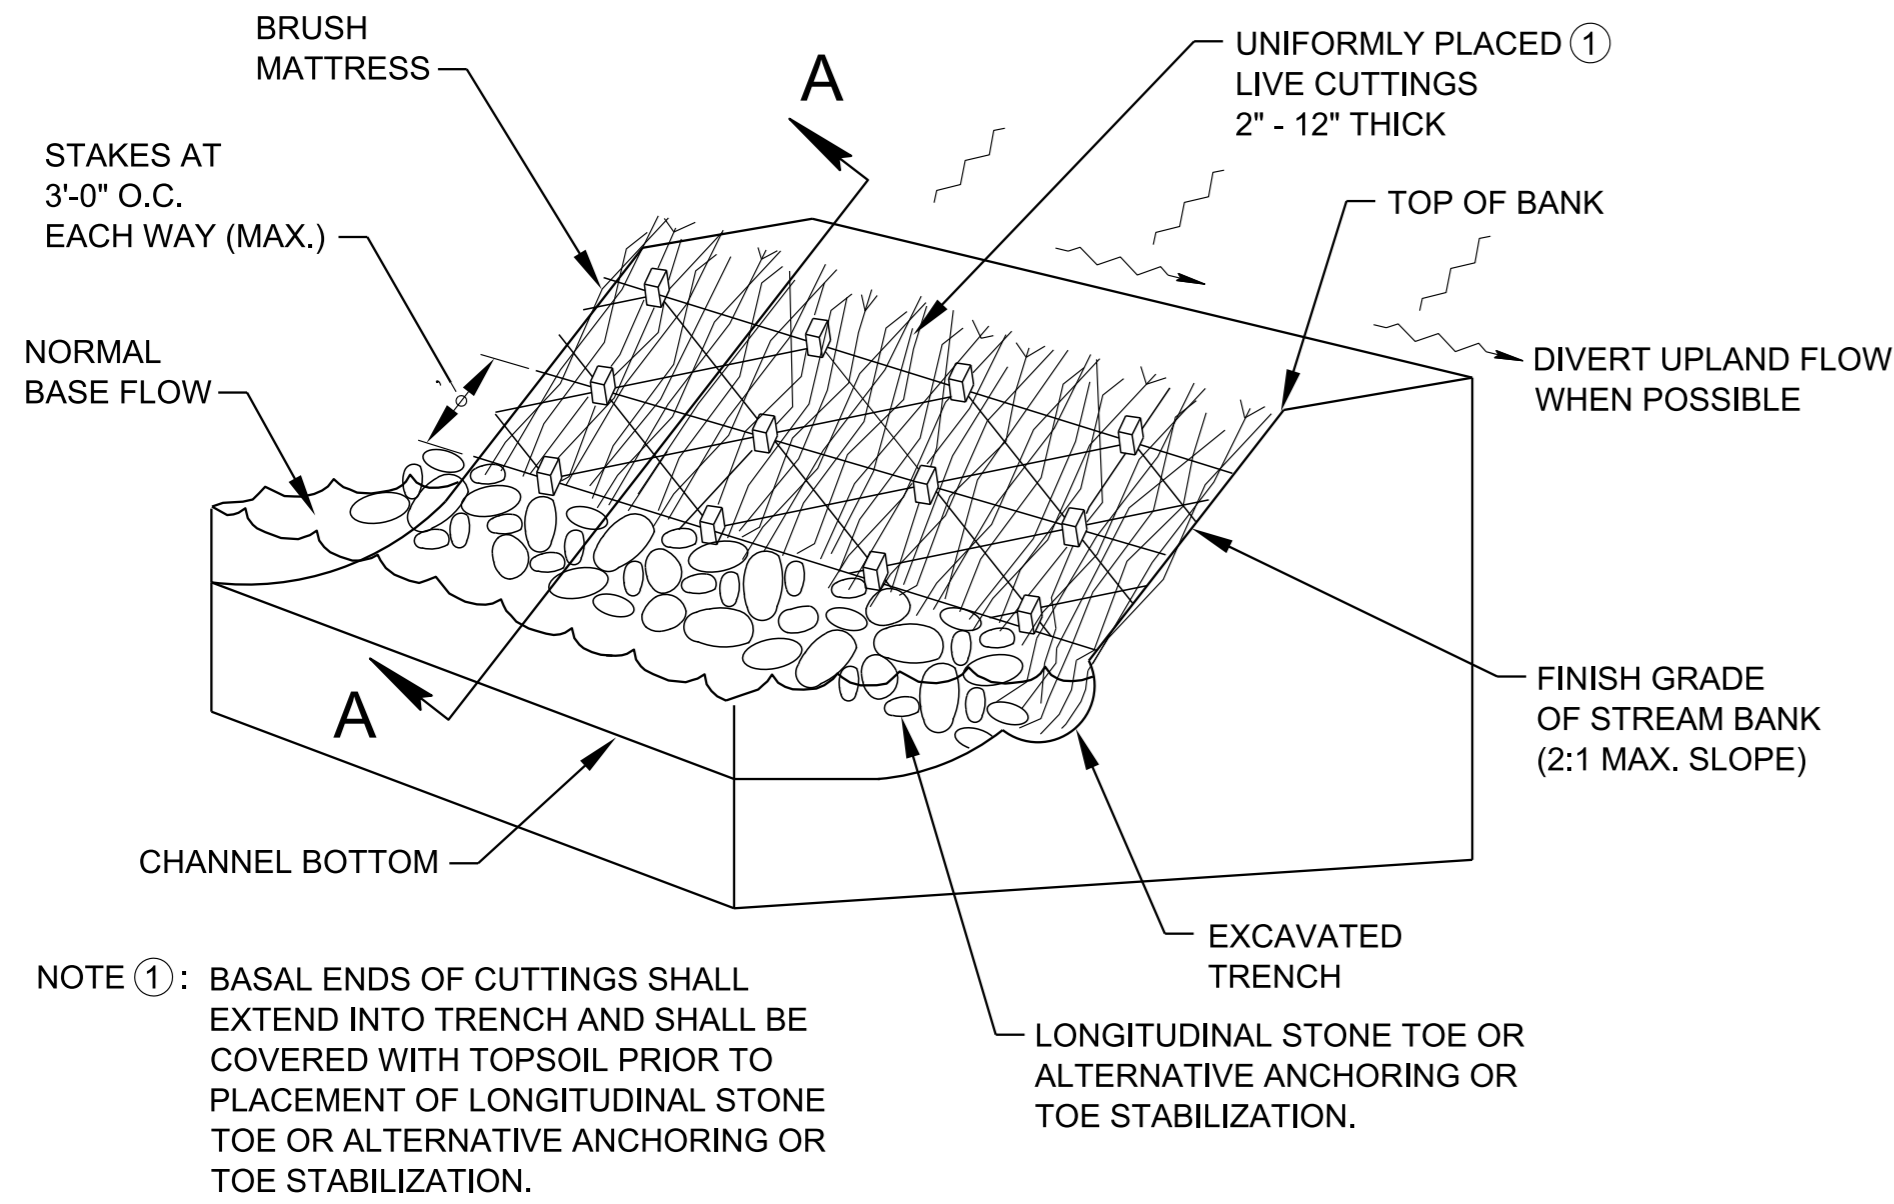 BRUSH
MATTRESS
A
UNIFORMLY PLACED ①
LIVE CUTTINGS
2" - 12" THICK
STAKES AT
3'-0" O.C.
EACH WAY (MAX.)
TOP OF BANK
NORMAL
BASE FLOW
DIVERT UPLAND FLOW
WHEN POSSIBLE
FINISH GRADE
OF STREAM BANK
(2:1 MAX. SLOPE)
A
CHANNEL BOTTOM
EXCAVATED
TRENCH
LONGITUDINAL STONE TOE OR
ALTERNATIVE ANCHORING OR
TOE STABILIZATION.
NOTE ①: BASAL ENDS OF CUTTINGS SHALL
EXTEND INTO TRENCH AND SHALL BE
COVERED WITH TOPSOIL PRIOR TO
PLACEMENT OF LONGITUDINAL STONE
TOE OR ALTERNATIVE ANCHORING OR
TOE STABILIZATION.